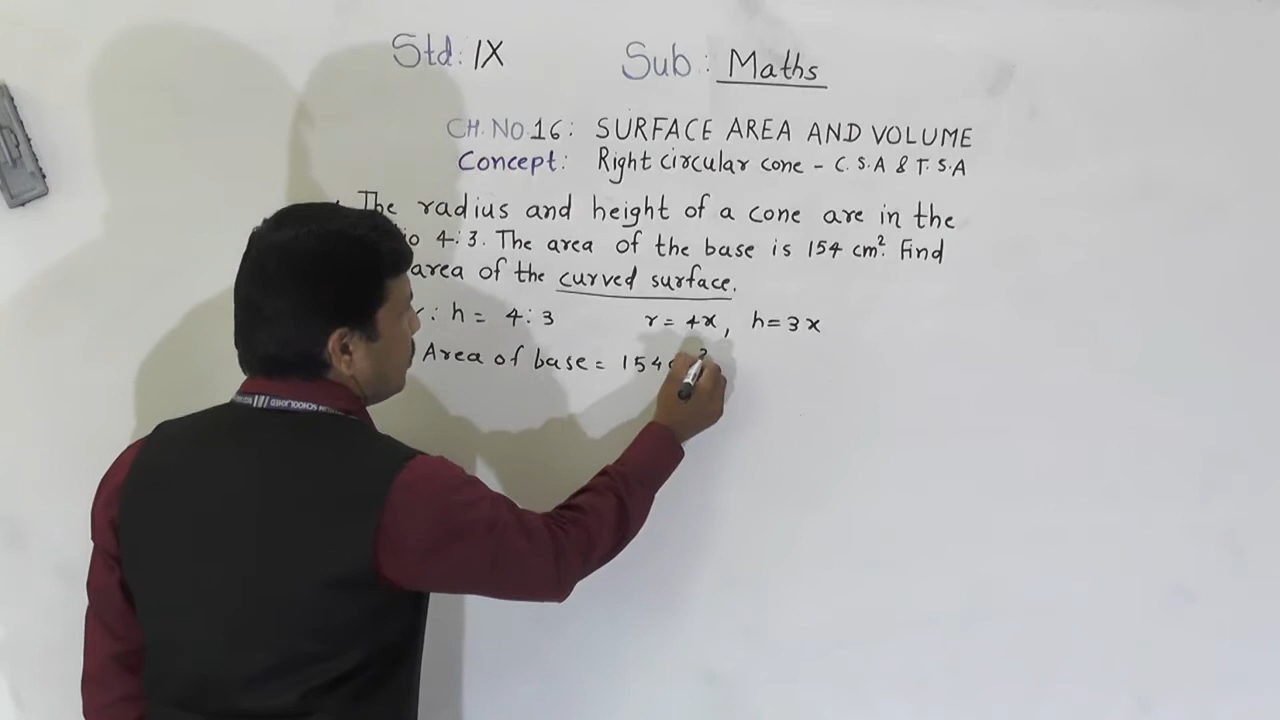 Std: IX Sub: Maths
CH. NO. 16: SURFACE AREA AND VOLUME
Concept: Right circular cone - C.S.A & T.S.A
The radius and height of a cone are in the
4:3. The area of the base is 154 cm². Find
area of the curved surface.
: h = 4:3 r = 4x, h = 3x
Area of base = 154